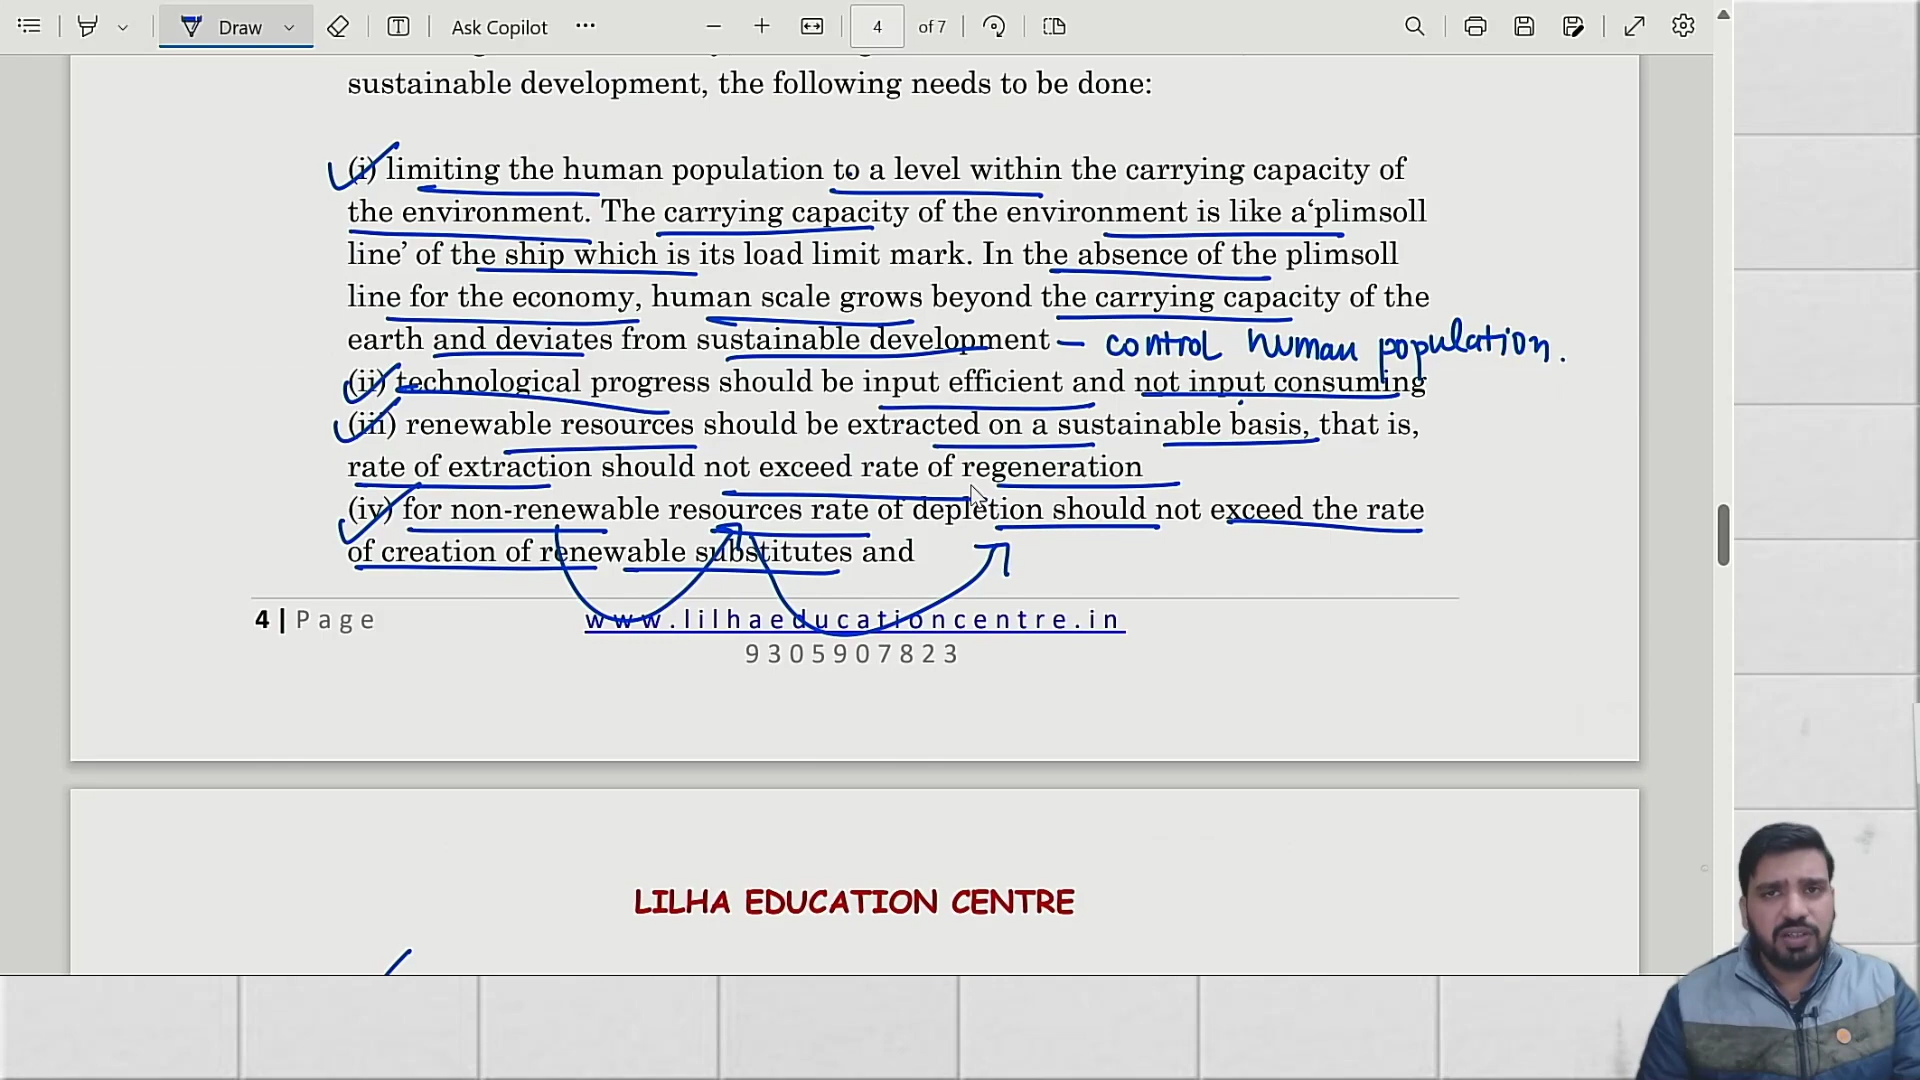 Draw
Ask Copilot
4 of 7
sustainable development, the following needs to be done:
(i) limiting the human population to a level within the carrying capacity of
the environment. The carrying capacity of the environment is like a‘plimsoll
line’ of the ship which is its load limit mark. In the absence of the plimsoll
line for the economy, human scale grows beyond the carrying capacity of the
earth and deviates from sustainable development — control human population.
(ii) technological progress should be input efficient and not input consuming
(iii) renewable resources should be extracted on a sustainable basis, that is,
rate of extraction should not exceed rate of regeneration
(iv) for non-renewable resources rate of depletion should not exceed the rate
of creation of renewable substitutes and
4 | Page
www.lilhaeducationcentre.in
9305907823
LILHA EDUCATION CENTRE